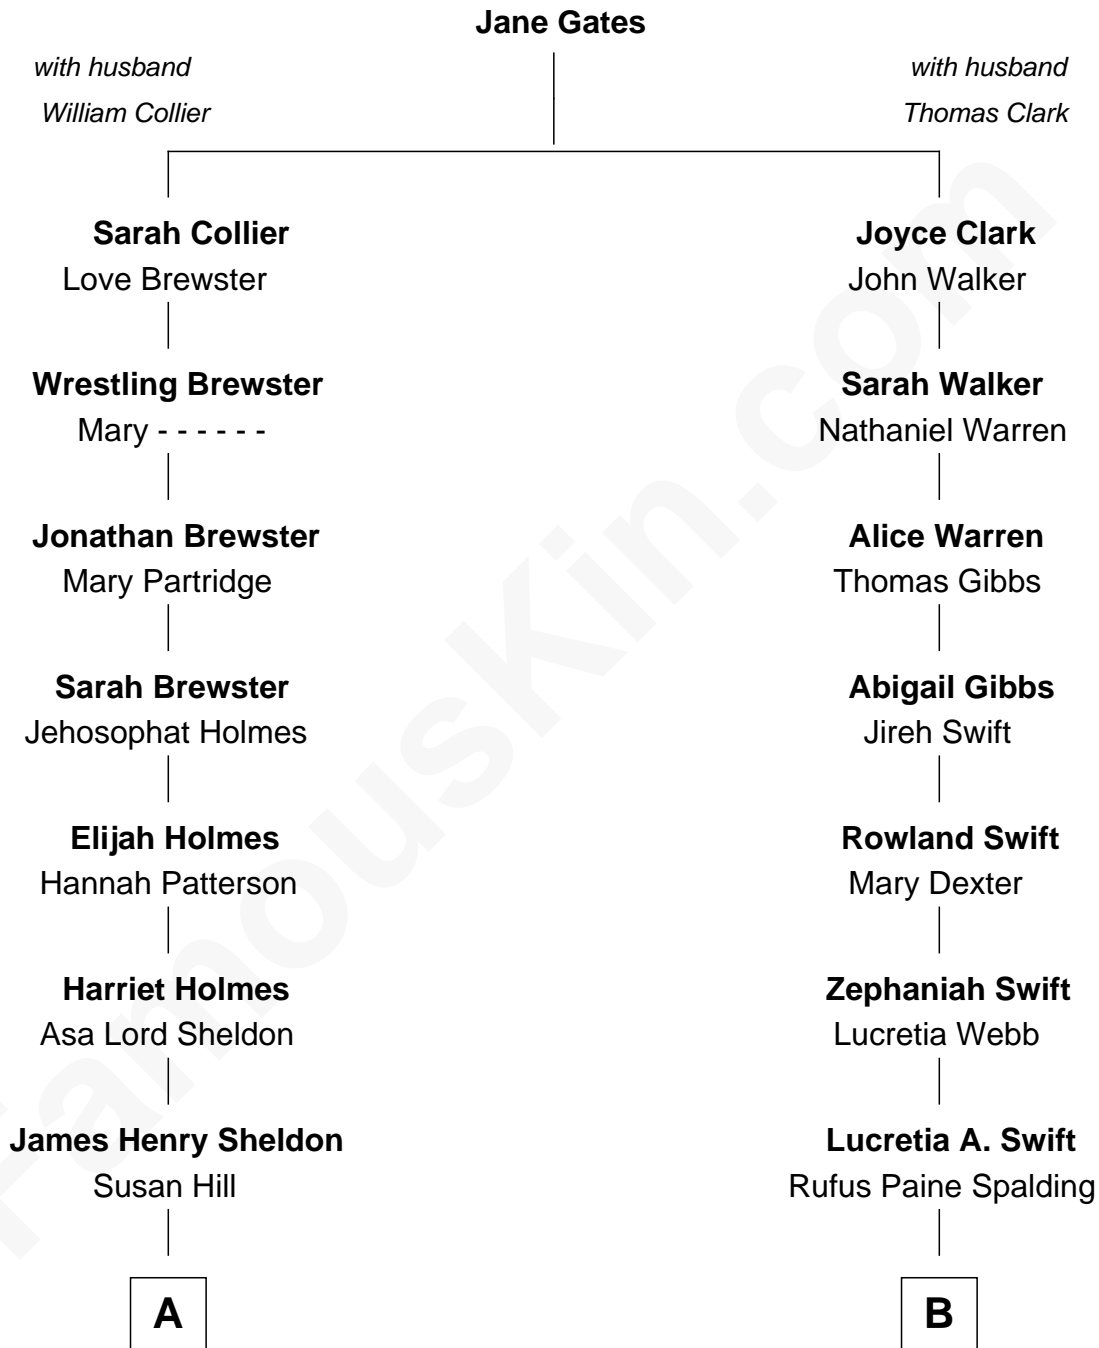 Jane Gates
with husband
William Collier
with husband
Thomas Clark
Sarah Collier
Love Brewster
Joyce Clark
John Walker
Wrestling Brewster
Mary - - - - - -
Sarah Walker
Nathaniel Warren
Jonathan Brewster
Mary Partridge
Alice Warren
Thomas Gibbs
Sarah Brewster
Jehosophat Holmes
Abigail Gibbs
Jireh Swift
Elijah Holmes
Hannah Patterson
Rowland Swift
Mary Dexter
Harriet Holmes
Asa Lord Sheldon
Zephaniah Swift
Lucretia Webb
James Henry Sheldon
Susan Hill
Lucretia A. Swift
Rufus Paine Spalding
A
B
FamousKin.com